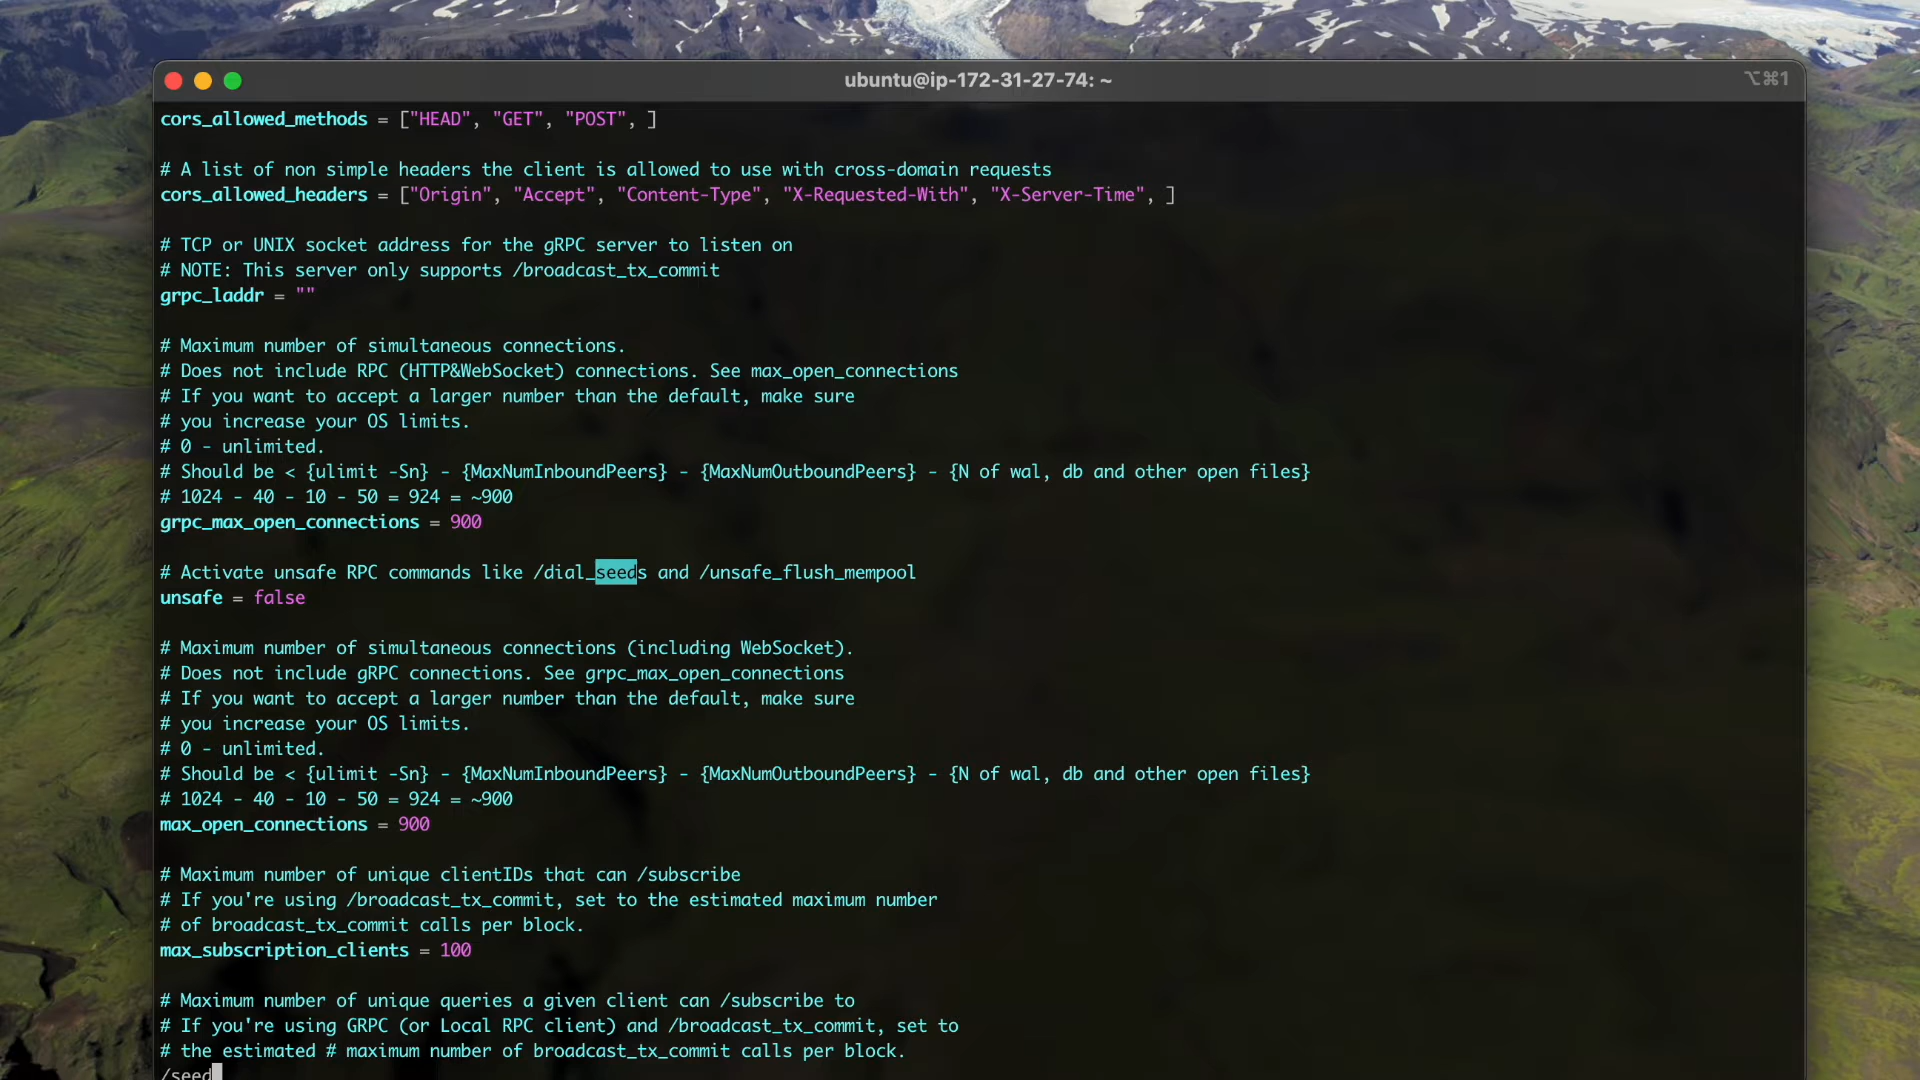 ubuntu@ip-172-31-27-74: ~
⌥⌘1
cors_allowed_methods = ["HEAD", "GET", "POST", ]
# A list of non simple headers the client is allowed to use with cross-domain requests
cors_allowed_headers = ["Origin", "Accept", "Content-Type", "X-Requested-With", "X-Server-Time", ]
# TCP or UNIX socket address for the gRPC server to listen on
# NOTE: This server only supports /broadcast_tx_commit
grpc_laddr = ""
# Maximum number of simultaneous connections.
# Does not include RPC (HTTP&WebSocket) connections. See max_open_connections
# If you want to accept a larger number than the default, make sure
# you increase your OS limits.
# 0 - unlimited.
# Should be < {ulimit -Sn} - {MaxNumInboundPeers} - {MaxNumOutboundPeers} - {N of wal, db and other open files}
# 1024 - 40 - 10 - 50 = 924 = ~900
grpc_max_open_connections = 900
# Activate unsafe RPC commands like /dial_seeds and /unsafe_flush_mempool
unsafe = false
# Maximum number of simultaneous connections (including WebSocket).
# Does not include gRPC connections. See grpc_max_open_connections
# If you want to accept a larger number than the default, make sure
# you increase your OS limits.
# 0 - unlimited.
# Should be < {ulimit -Sn} - {MaxNumInboundPeers} - {MaxNumOutboundPeers} - {N of wal, db and other open files}
# 1024 - 40 - 10 - 50 = 924 = ~900
max_open_connections = 900
# Maximum number of unique clientIDs that can /subscribe
# If you're using /broadcast_tx_commit, set to the estimated maximum number
# of broadcast_tx_commit calls per block.
max_subscription_clients = 100
# Maximum number of unique queries a given client can /subscribe to
# If you're using GRPC (or Local RPC client) and /broadcast_tx_commit, set to
# the estimated # maximum number of broadcast_tx_commit calls per block.
/seed